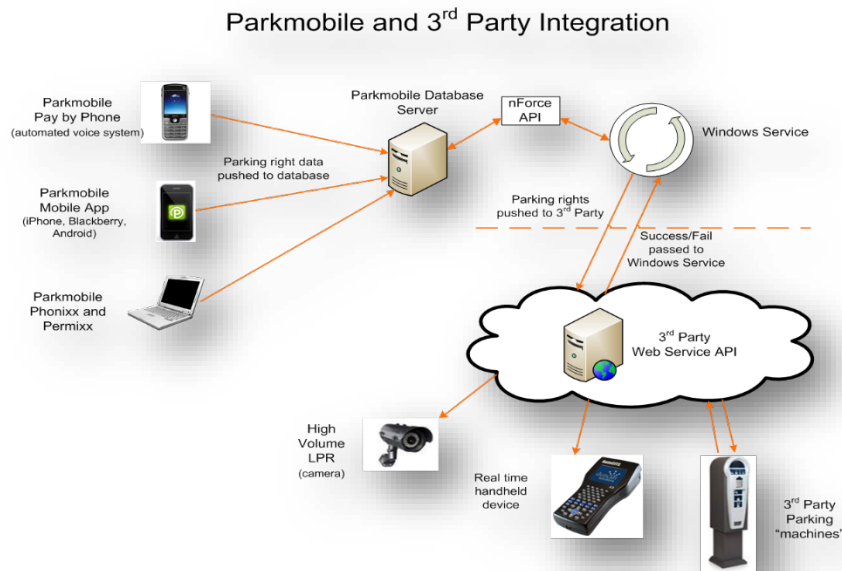 Parkmobile and 3rd Party Integration
Parkmobile
Pay by Phone
(automated voice system)
Parkmobile Database
Server
nForce
API
Windows Service
Parking right data
pushed to database
Parkmobile
Mobile App
(iPhone, Blackberry,
Android)
Parking rights
pushed to 3rd Party
Success/Fail
passed to
Windows Service
Parkmobile
Phonixx and
Permixx
3rd Party
Web Service API
High
Volume
LPR
(camera)
Real time
handheld
device
3rd Party
Parking
"machines"